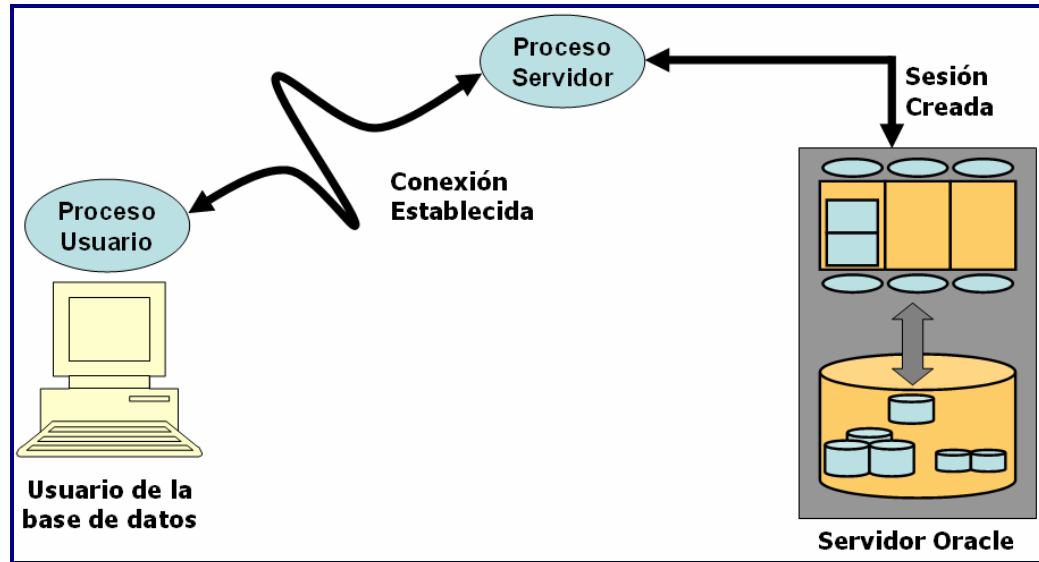 Proceso
Servidor
Sesión
Creada
Conexión
Establecida
Proceso
Usuario
Usuario de la
base de datos
Servidor Oracle